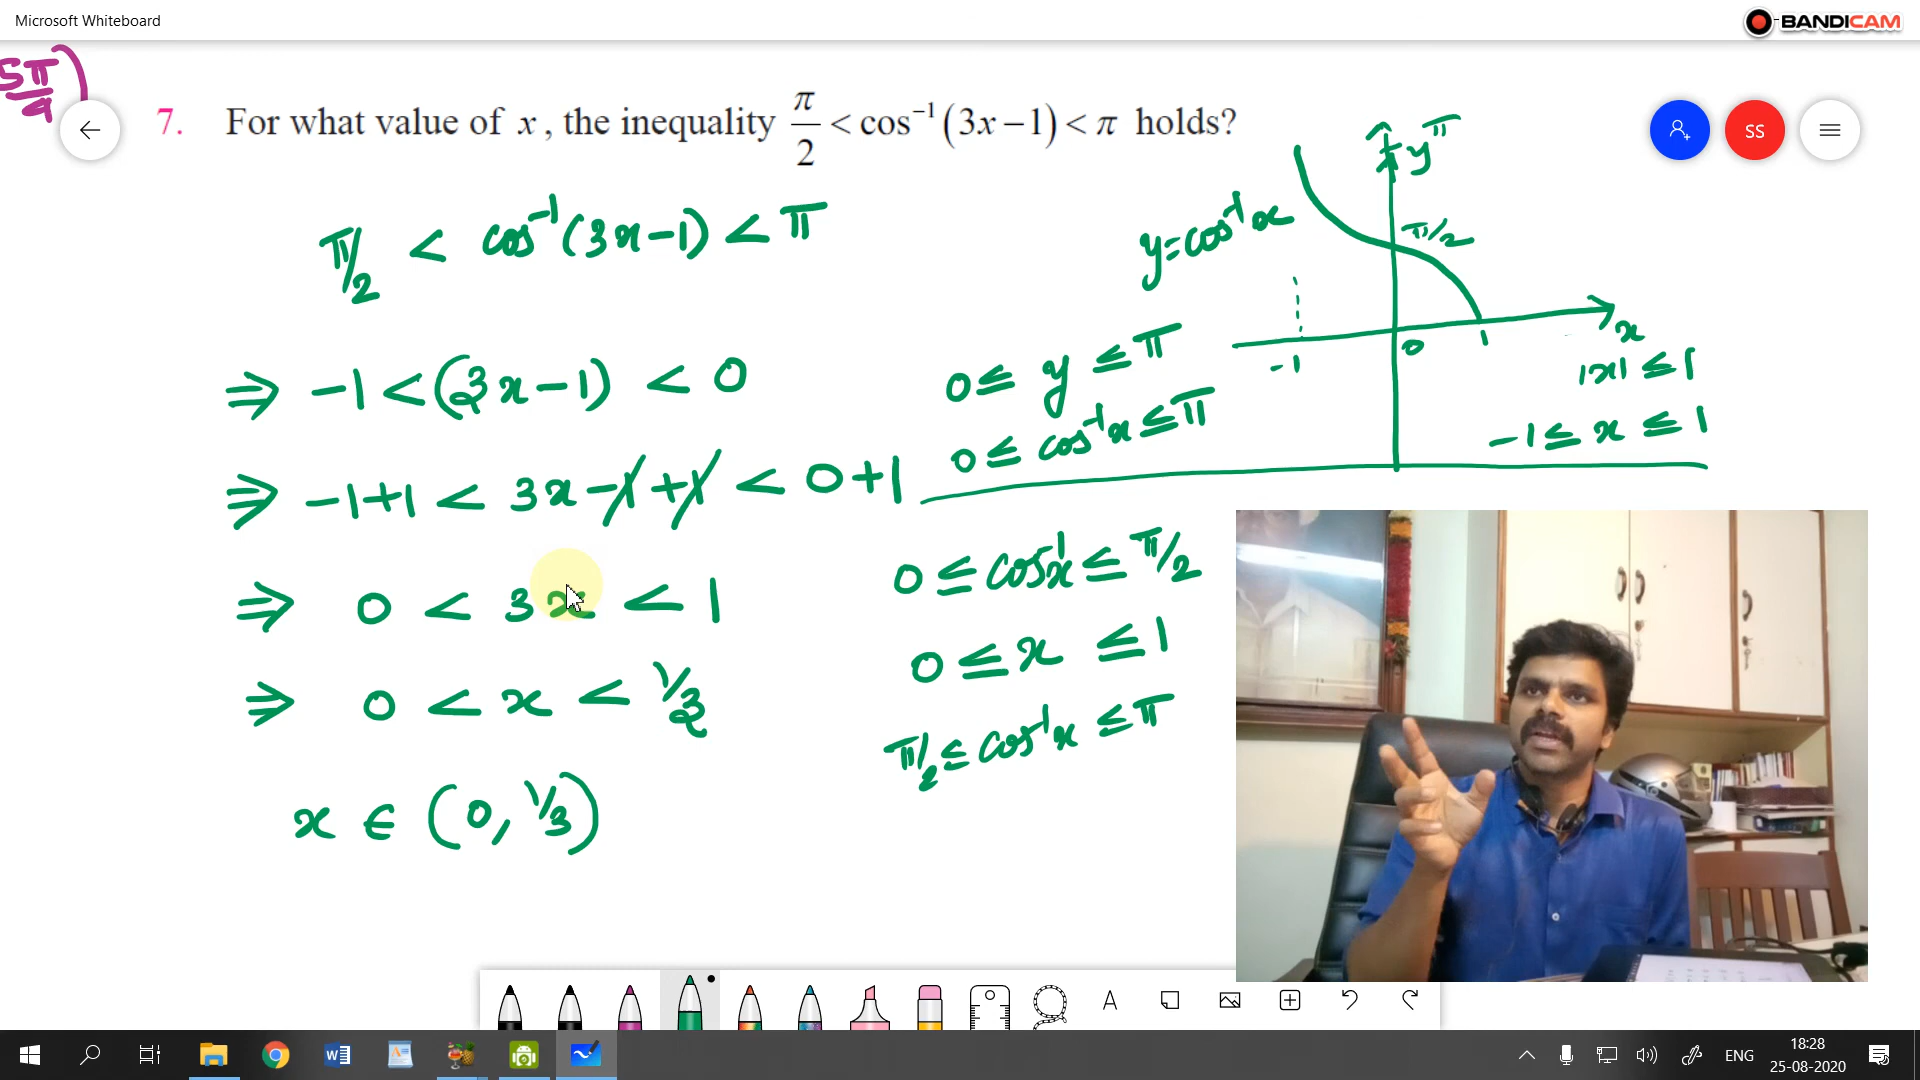 Microsoft Whiteboard
BANDICAM
5π/4)
7. For what value of x, the inequality π/2 < cos⁻¹(3x−1) < π holds?
SS
π/2 < cos⁻¹(3x−1) < π
⇒ −1 < (3x−1) < 0
⇒ −1+1 < 3x−1+1 < 0+1
⇒ 0 < 3x < 1
⇒ 0 < x < 1/3
x ∈ (0, 1/3)
y
π
y=cos⁻¹x
π/2
x
-1
0
1
|x| ≤ 1
−1 ≤ x ≤ 1
0 ≤ y ≤ π
0 ≤ cos⁻¹x ≤ π
0 ≤ cos⁻¹x ≤ π/2
0 ≤ x ≤ 1
π/2 ≤ cos⁻¹x ≤ π
A
ENG
18:28
25-08-2020